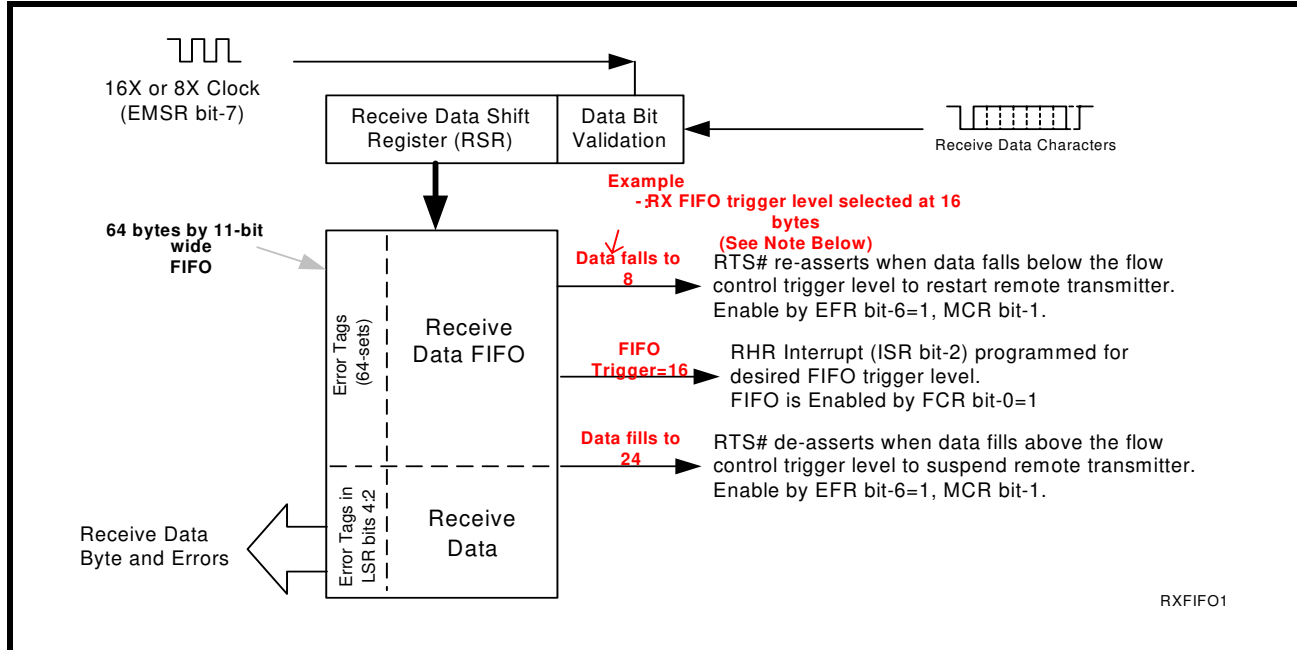 16X or 8X Clock
(EMSR bit-7)
Receive Data Shift
Register (RSR)
Data Bit
Validation
Receive Data Characters
Example
-:RX FIFO trigger level selected at 16
bytes
(See Note Below)
64 bytes by 11-bit
wide
FIFO
Data falls to
8
RTS# re-asserts when data falls below the flow
control trigger level to restart remote transmitter.
Enable by EFR bit-6=1, MCR bit-1.
Error Tags
(64-sets)
Receive
Data FIFO
FIFO
Trigger=16
RHR Interrupt (ISR bit-2) programmed for
desired FIFO trigger level.
FIFO is Enabled by FCR bit-0=1
Data fills to
24
RTS# de-asserts when data fills above the flow
control trigger level to suspend remote transmitter.
Enable by EFR bit-6=1, MCR bit-1.
Error Tags in
LSR bits 4:2
Receive
Data
Receive Data
Byte and Errors
RXFIFO1